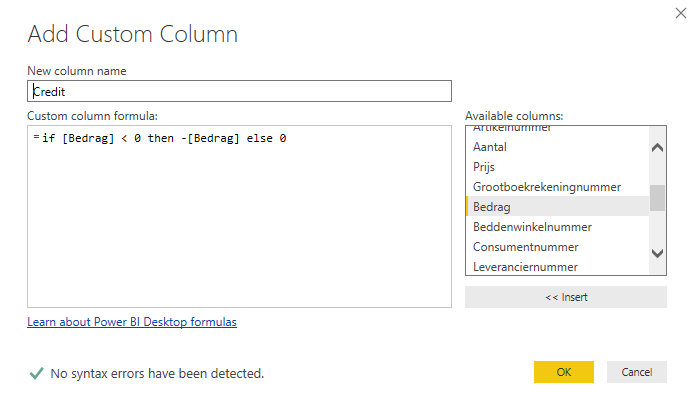 Add Custom Column
New column name
Credit
Custom column formula:
Available columns:
=if [Bedrag] < 0 then -[Bedrag] else 0
Artikelnummer
Aantal
Prijs
Grootboekrekeningnummer
Bedrag
Beddenwinkelnummer
Consumentnummer
Leveranciernummer
<< Insert
Learn about Power BI Desktop formulas
No syntax errors have been detected.
OK
Cancel